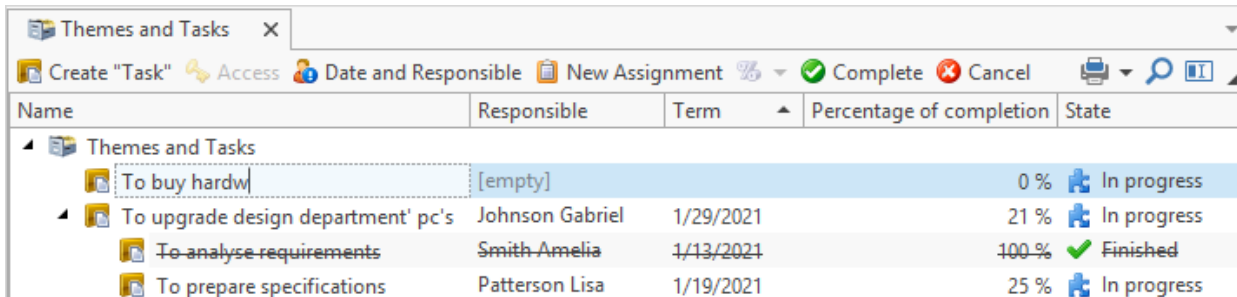 Themes and Tasks
Create "Task" Access Date and Responsible New Assignment % Complete Cancel
Name Responsible Term Percentage of completion State
Themes and Tasks
To buy hardw [empty] 0 % In progress
To upgrade design department' pc's Johnson Gabriel 1/29/2021 21 % In progress
To analyse requirements Smith Amelia 1/13/2021 100 % Finished
To prepare specifications Patterson Lisa 1/19/2021 25 % In progress